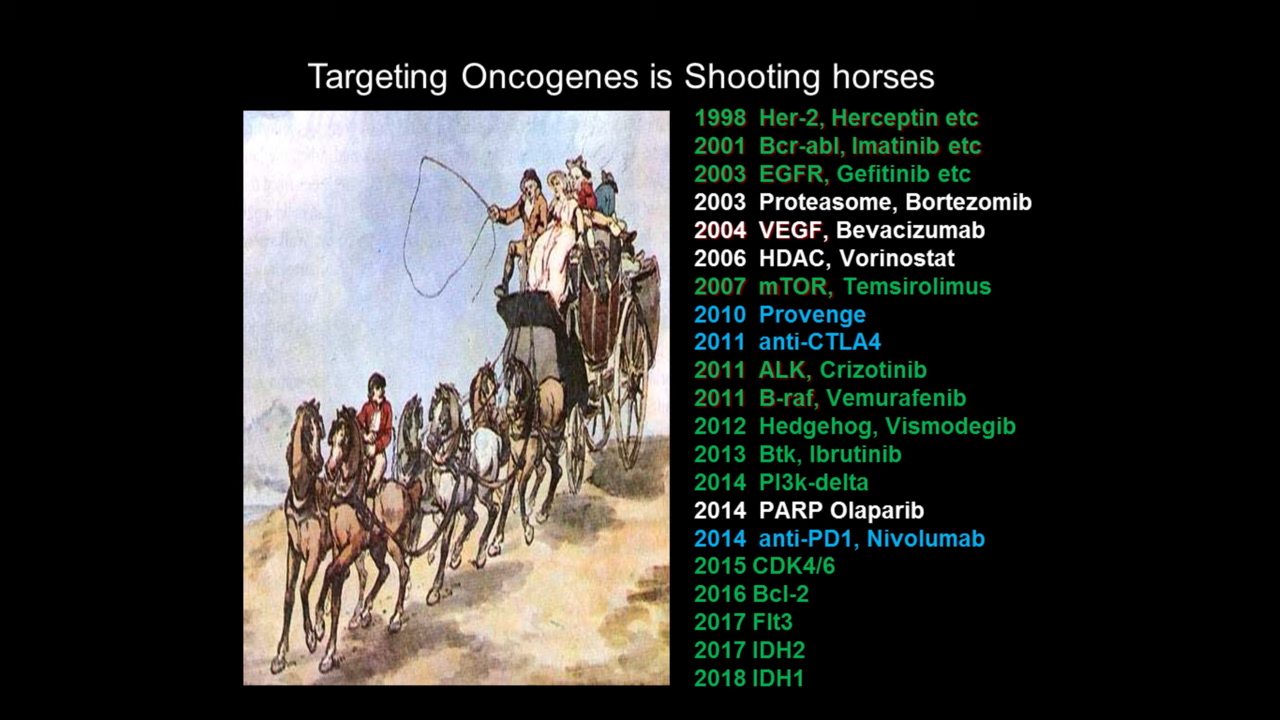 Targeting Oncogenes is Shooting horses
1998 Her-2, Herceptin etc
2001 Bcr-abl, Imatinib etc
2003 EGFR, Gefitinib etc
2003 Proteasome, Bortezomib
2004 VEGF, Bevacizumab
2006 HDAC, Vorinostat
2007 mTOR, Temsirolimus
2010 Provenge
2011 anti-CTLA4
2011 ALK, Crizotinib
2011 B-raf, Vemurafenib
2012 Hedgehog, Vismodegib
2013 Btk, Ibrutinib
2014 PI3k-delta
2014 PARP Olaparib
2014 anti-PD1, Nivolumab
2015 CDK4/6
2016 Bcl-2
2017 Flt3
2017 IDH2
2018 IDH1